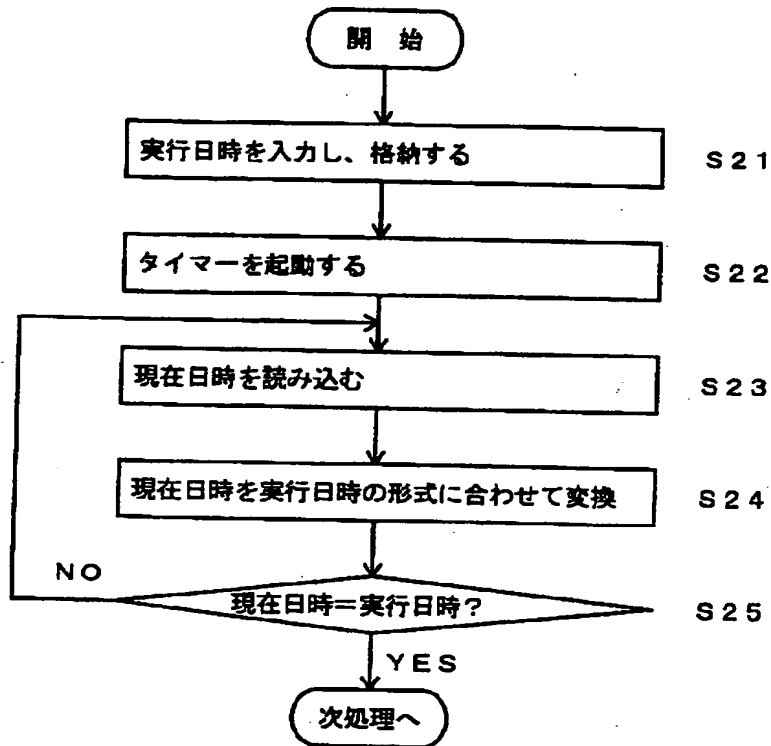 開 始
実行日時を入力し、格納する
S21
タイマーを起動する
S22
現在日時を読み込む
S23
現在日時を実行日時の形式に合わせて変換
S24
NO
現在日時＝実行日時？
S25
YES
次処理へ